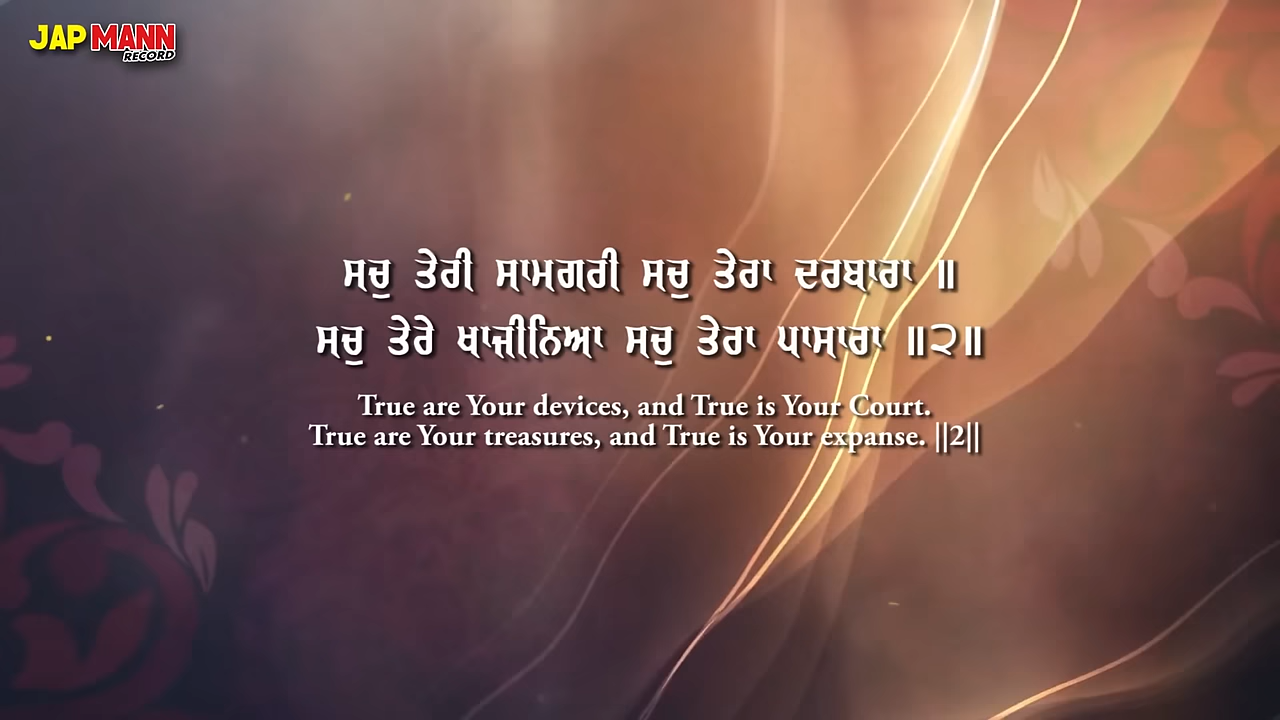 JAP MANN
RECORD
ਸਚੁ ਤੇਰੀ ਸਾਮਗਰੀ ਸਚੁ ਤੇਰਾ ਦਰਬਾਰਾ ॥
ਸਚੁ ਤੇਰੇ ਖਾਜੀਨਿਆ ਸਚੁ ਤੇਰਾ ਪਾਸਾਰਾ ॥੨॥
True are Your devices, and True is Your Court.
True are Your treasures, and True is Your expanse. ||2||